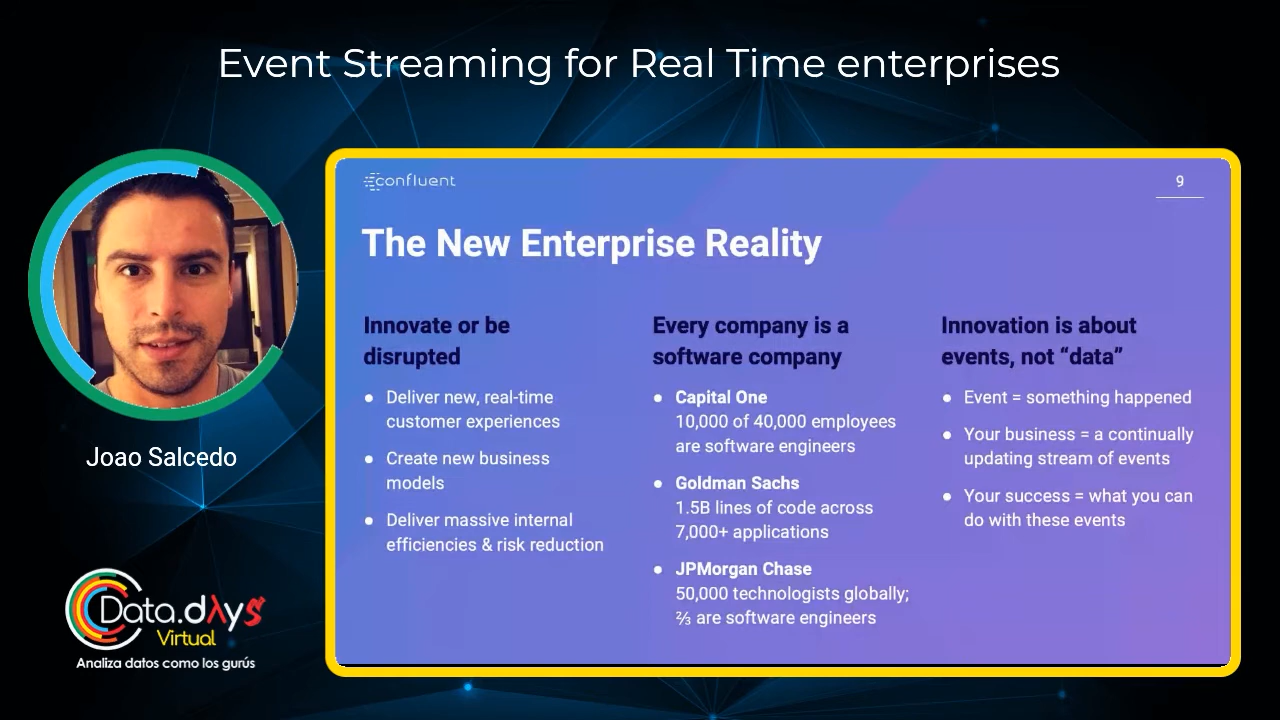 Event Streaming for Real Time enterprises
confluent
9
The New Enterprise Reality
Innovate or be
disrupted
● Deliver new, real-time
customer experiences
● Create new business
models
● Deliver massive internal
efficiencies & risk reduction
Every company is a
software company
● Capital One
10,000 of 40,000 employees
are software engineers
● Goldman Sachs
1.5B lines of code across
7,000+ applications
● JPMorgan Chase
50,000 technologists globally;
⅔ are software engineers
Innovation is about
events, not “data”
● Event = something happened
● Your business = a continually
updating stream of events
● Your success = what you can
do with these events
Joao Salcedo
Data.dλys
Virtual
Analiza datos como los gurús